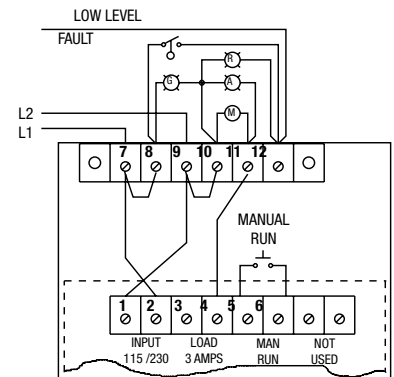 LOW LEVEL
FAULT
R
G
A
M
L2
L1
7 8 9 10 11 12
MANUAL
RUN
1 2 3 4 5 6
INPUT LOAD MAN NOT
115 /230 3 AMPS RUN USED